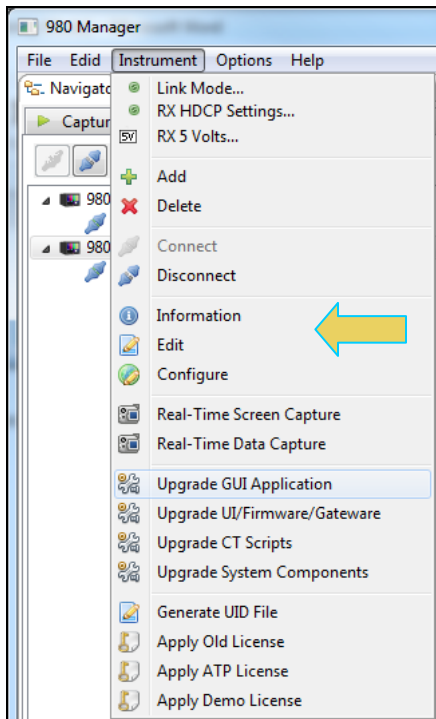 980 Manager
File Edid Instrument Options Help
Navigato
Captur
980
980
Link Mode...
RX HDCP Settings...
5V RX 5 Volts...
Add
Delete
Connect
Disconnect
Information
Edit
Configure
Real-Time Screen Capture
Real-Time Data Capture
Upgrade GUI Application
Upgrade UI/Firmware/Gateware
Upgrade CT Scripts
Upgrade System Components
Generate UID File
Apply Old License
Apply ATP License
Apply Demo License